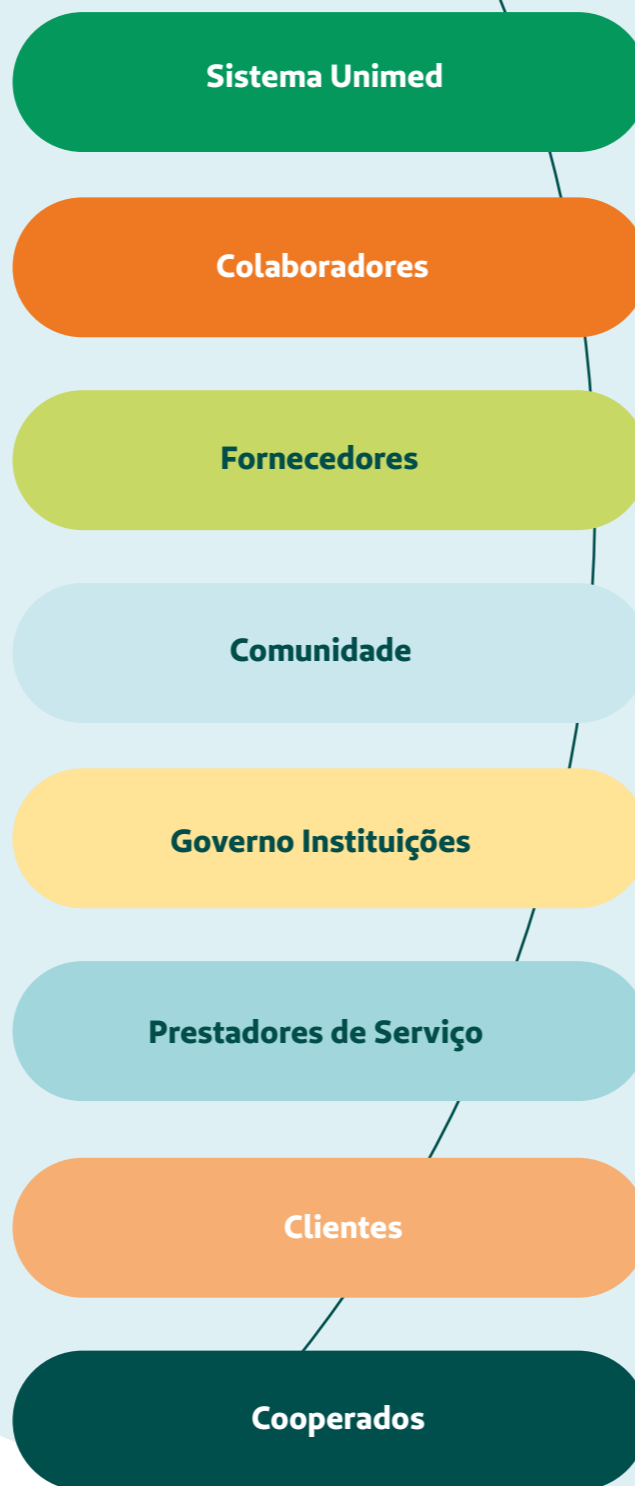 Sistema Unimed
Colaboradores
Fornecedores
Comunidade
Governo Instituições
Prestadores de Serviço
Clientes
Cooperados